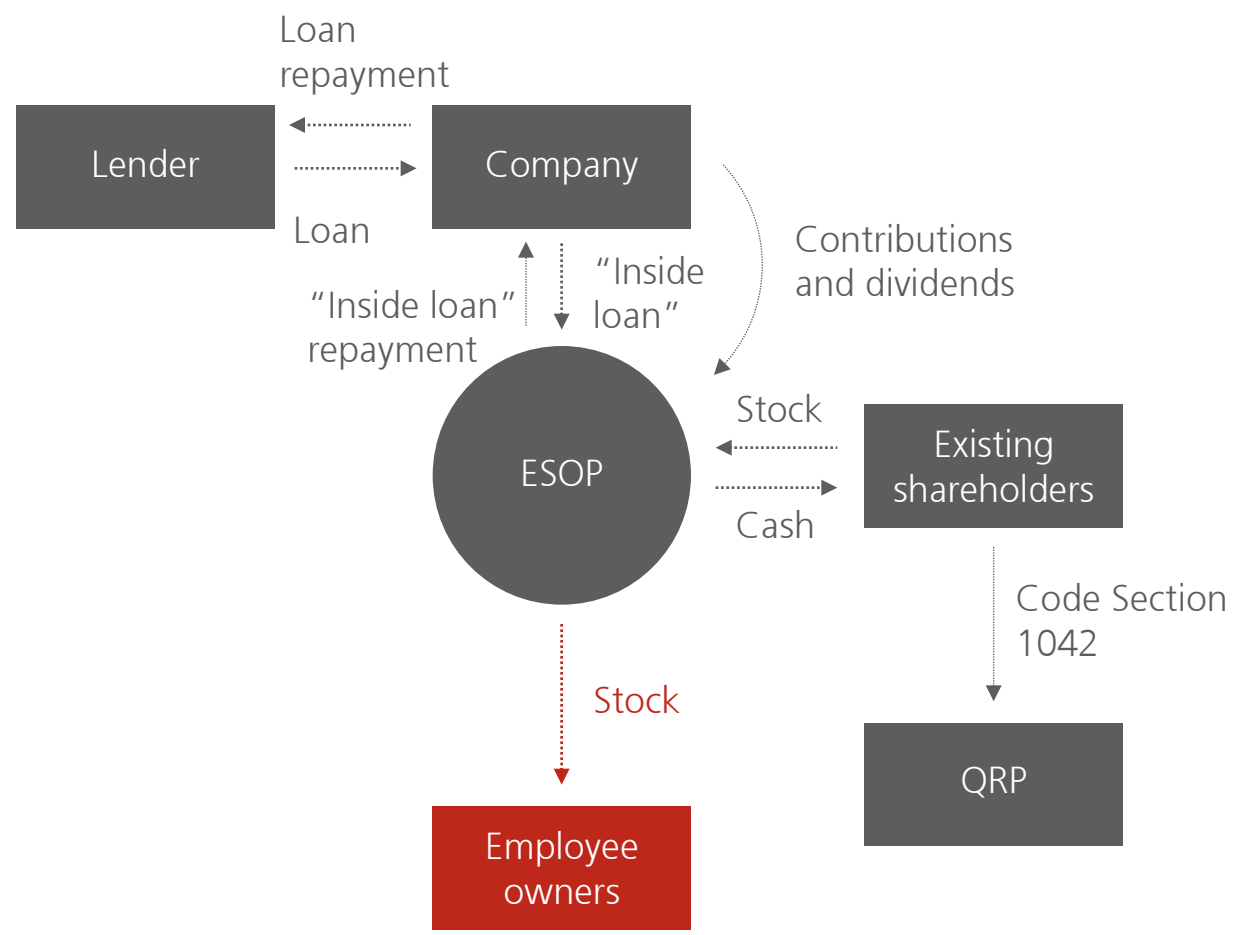 Loan
repayment
Lender
Company
Loan
“Inside
loan”
“Inside loan”
repayment
Contributions
and dividends
ESOP
Stock
Cash
Existing
shareholders
Code Section
1042
Stock
QRP
Employee
owners